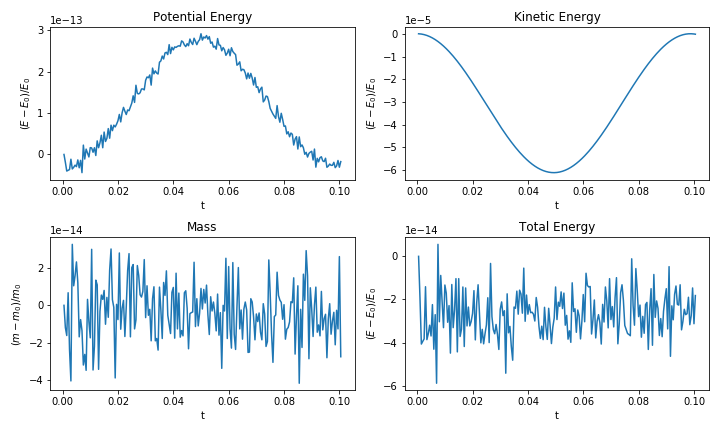 Potential Energy
1e−13
3
2
1
0
(E − E₀)/E₀
0.00 0.02 0.04 0.06 0.08 0.10
t
Kinetic Energy
1e−5
0
−1
−2
−3
−4
−5
−6
(E − E₀)/E₀
0.00 0.02 0.04 0.06 0.08 0.10
t
Mass
1e−14
2
0
−2
−4
(m − m₀)/m₀
0.00 0.02 0.04 0.06 0.08 0.10
t
Total Energy
1e−14
0
−2
−4
−6
(E − E₀)/E₀
0.00 0.02 0.04 0.06 0.08 0.10
t